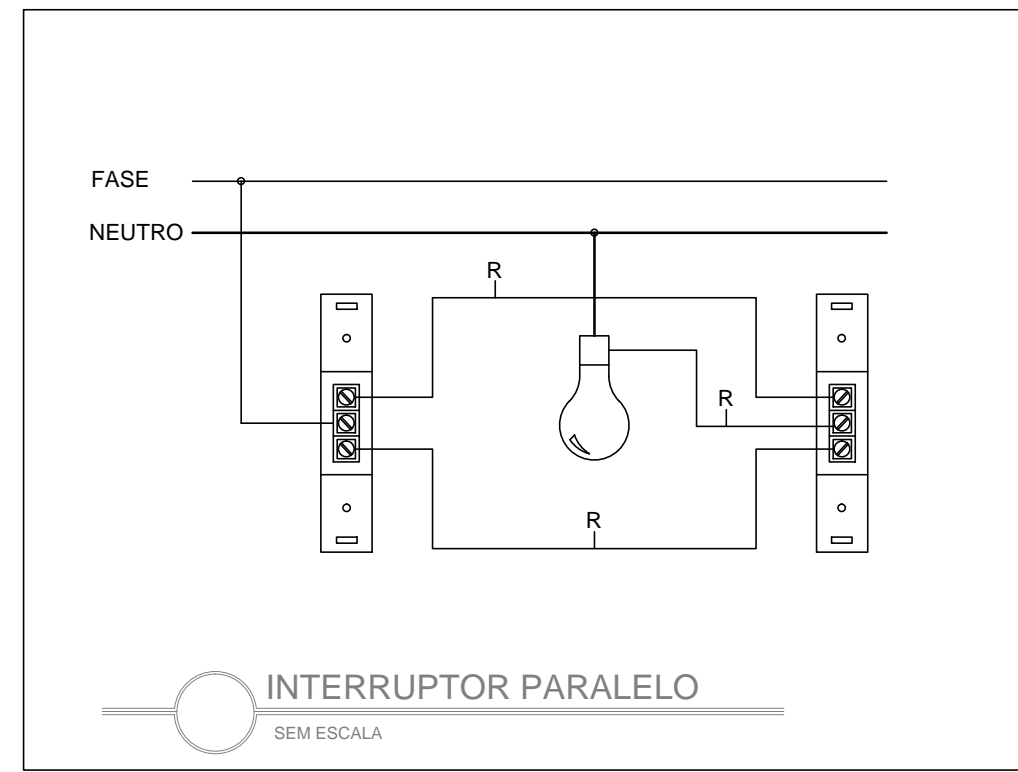 FASE
NEUTRO
R
R
R
INTERRUPTOR PARALELO
SEM ESCALA